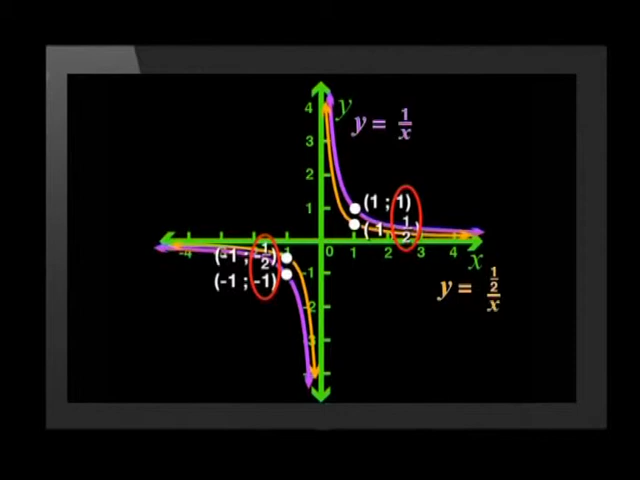 4
y
y = 1/x
3
2
1
(1 ; 1)
(1 ; 1/2)
-4
0
1
2
3
4
x
(-1 ; -1/2)
-1
(-1 ; -1)
y = 1/2/x
-2
3